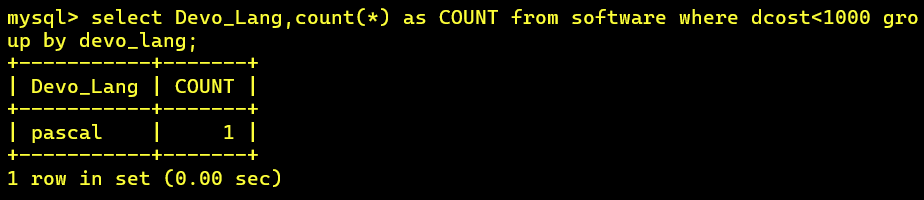 mysql> select Devo_Lang,count(*) as COUNT from software where dcost<1000 gro
up by devo_lang;
+-----------+-------+
| Devo_Lang | COUNT |
+-----------+-------+
| pascal    |     1 |
+-----------+-------+
1 row in set (0.00 sec)